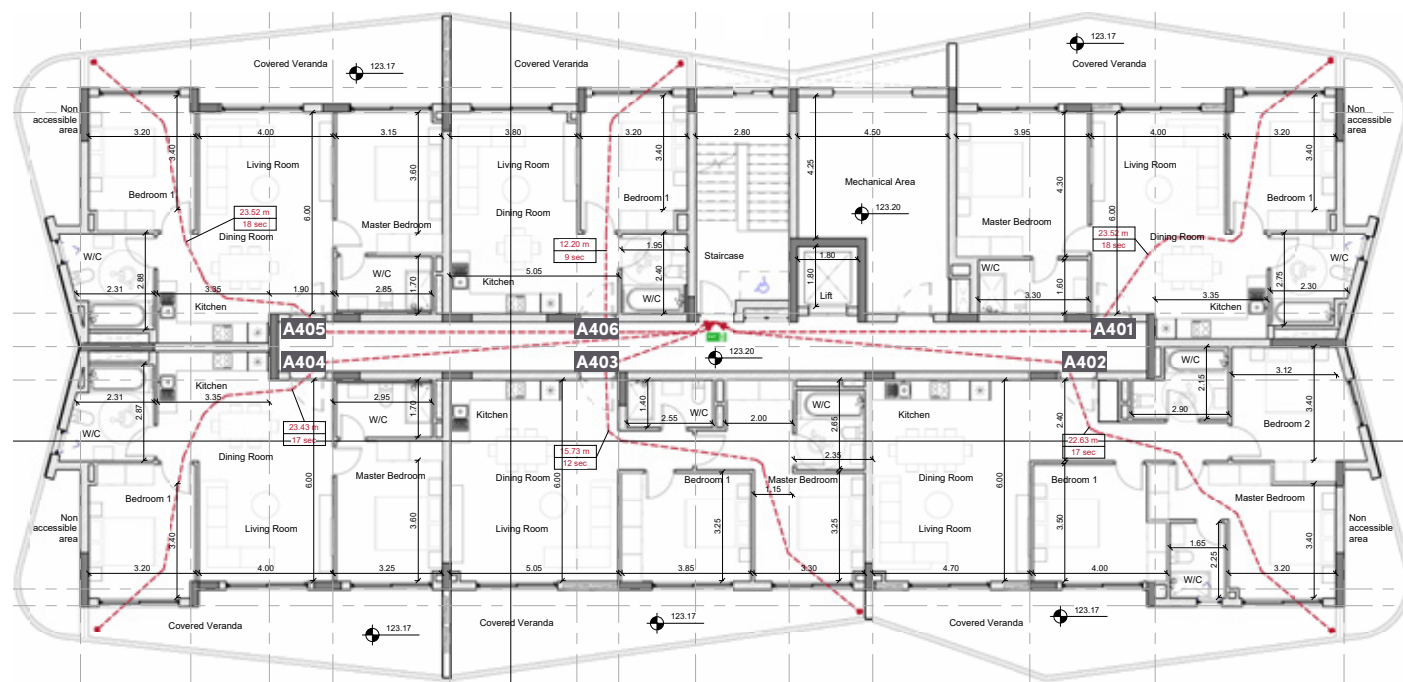 123.17
Covered Veranda
123.17
Covered Veranda
Covered Veranda
123.17
Non
accessible
area
3.20
4.00
3.15
3.80
3.20
2.80
4.50
3.95
4.00
3.20
Non
accessible
area
3.40
Living Room
3.60
Living Room
3.40
4.25
4.30
6.00
Living Room
3.40
Bedroom 1
6.00
Bedroom 1
Mechanical Area
Bedroom 1
23.52 m
18 sec
Dining Room
Master Bedroom
Dining Room
123.20
Master Bedroom
23.52 m
18 sec
Dining Room
12.20 m
9 sec
1.95
Staircase
1.80
W/C
2.88
W/C
2.40
1.80
W/C
2.75
W/C
2.31
3.35
1.90
2.85
1.70
5.05
Kitchen
W/C
Lift
3.30
1.60
3.35
2.30
Kitchen
Kitchen
A405
A406
A401
A404
A403
123.20
A402
W/C
2.31
2.87
3.35
Kitchen
2.95
1.70
W/C
Kitchen
1.40
2.55
W/C
2.00
W/C
2.65
Kitchen
2.40
2.15
2.90
3.12
3.40
W/C
23.43 m
17 sec
22.63 m
17 sec
Bedroom 2
Dining Room
6.00
Master Bedroom
15.73 m
12 sec
2.35
Dining Room
6.00
Bedroom 1
Master Bedroom
Dining Room
6.00
Bedroom 1
Master Bedroom
Bedroom 1
1.15
Non
accessible
area
3.40
Living Room
3.60
Living Room
3.25
3.25
Living Room
3.50
1.65
2.25
W/C
3.40
Non
accessible
area
3.20
4.00
3.25
5.05
3.85
3.30
4.70
4.00
3.20
Covered Veranda
123.17
Covered Veranda
123.17
Covered Veranda
123.17